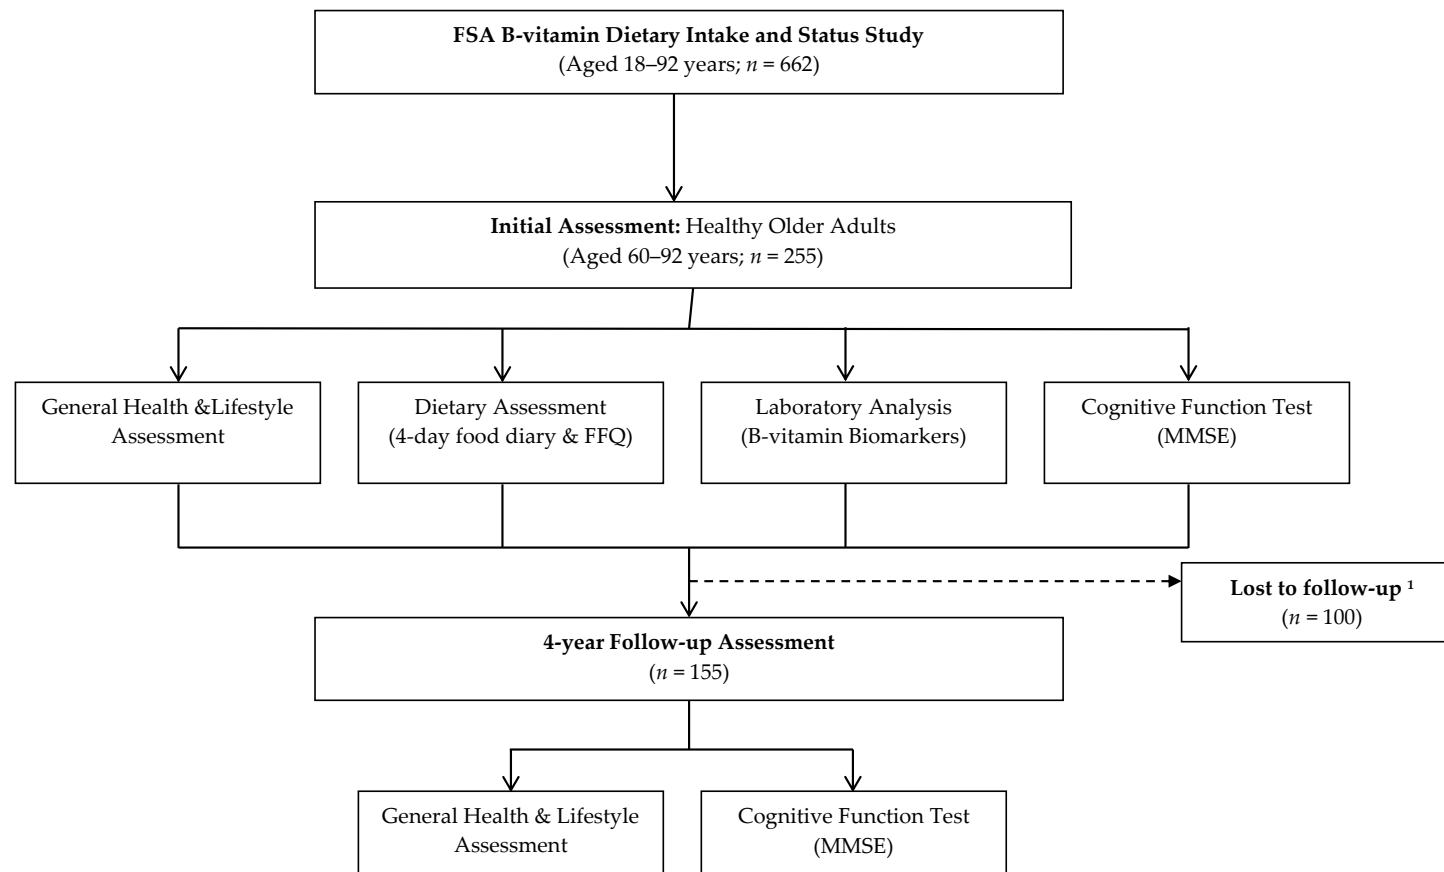 FSA B-vitamin Dietary Intake and Status Study
(Aged 18–92 years; n = 662)
Initial Assessment: Healthy Older Adults
(Aged 60–92 years; n = 255)
General Health &Lifestyle
Assessment
Dietary Assessment
(4-day food diary & FFQ)
Laboratory Analysis
(B-vitamin Biomarkers)
Cognitive Function Test
(MMSE)
Lost to follow-up ¹
(n = 100)
4-year Follow-up Assessment
(n = 155)
General Health & Lifestyle
Assessment
Cognitive Function Test
(MMSE)